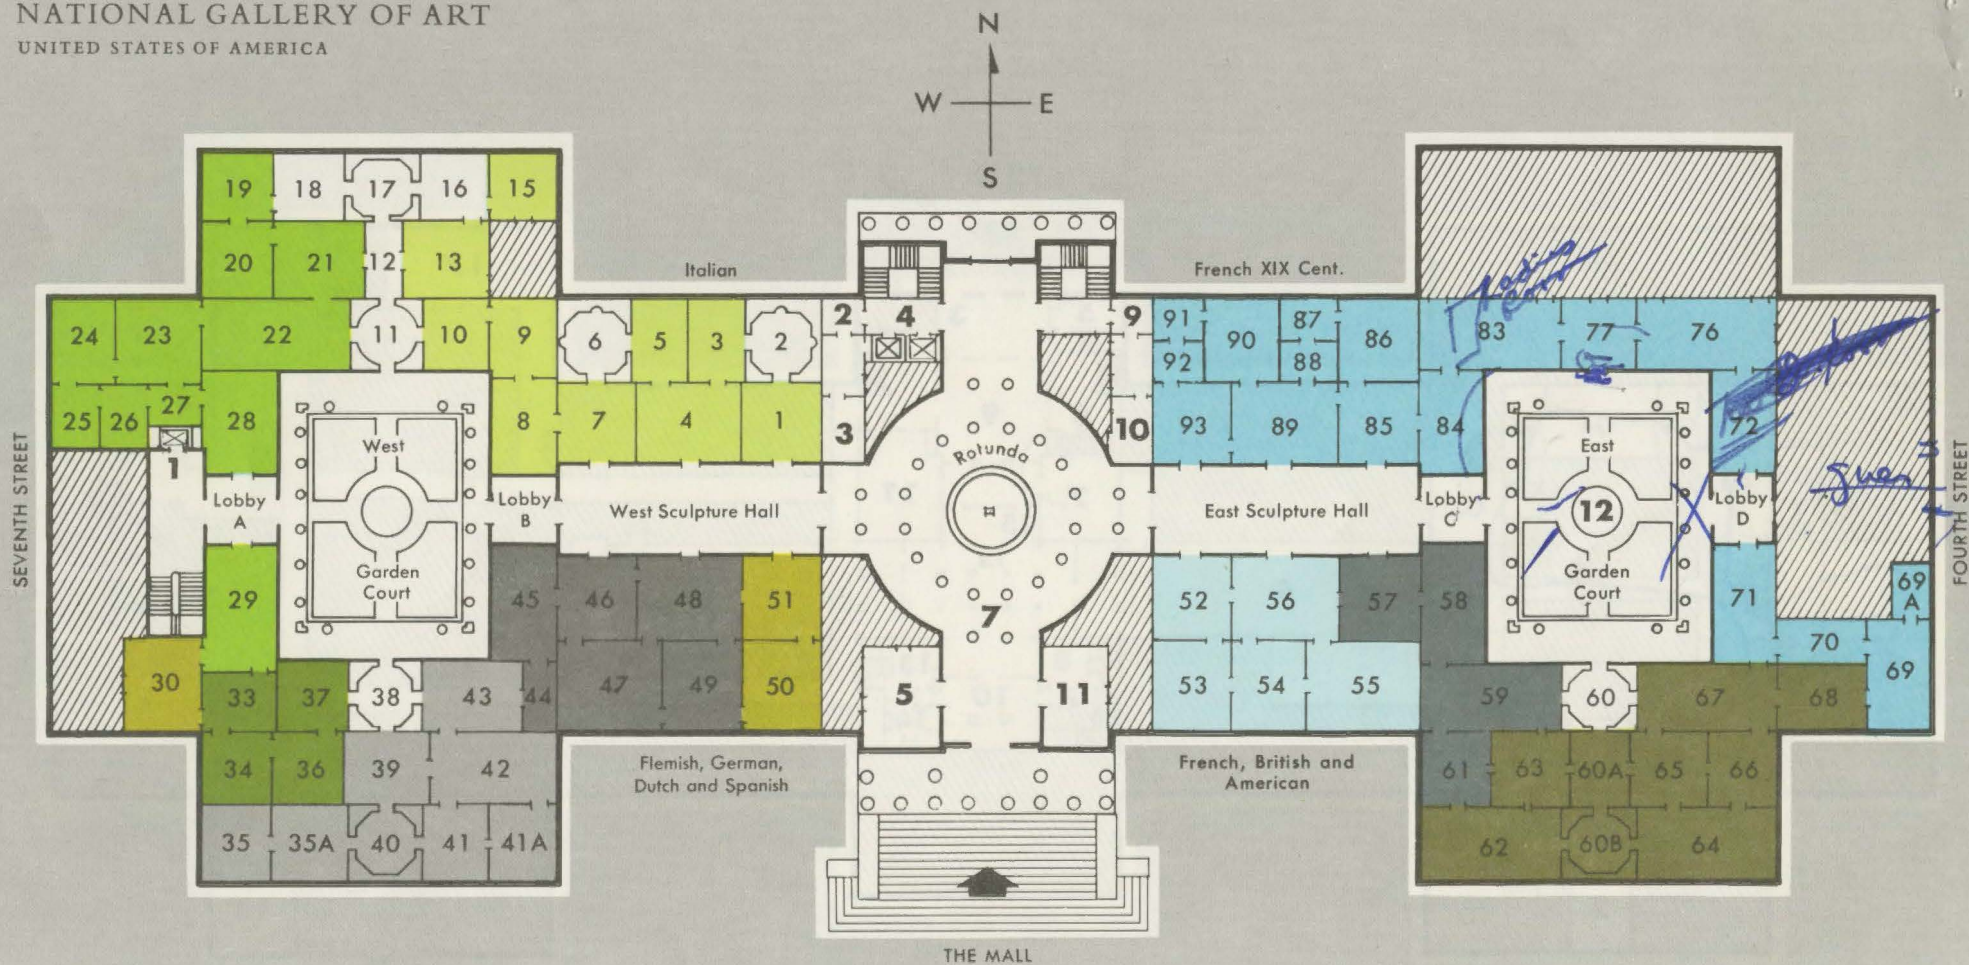 NATIONAL GALLERY OF ART
UNITED STATES OF AMERICA
N
W E
S
19 18 17 16 15
20 21 12 13
Italian
French XIX Cent.
24 23 22 11 10 9 6 5 3 2
2 4 9
91 90 87 86 83 77 76
92 88
25 26 27 28
West
8 7 4 1
3
Rotunda
10
93 89 85 84
East
72
1
SEVENTH STREET
Lobby A
Lobby B
West Sculpture Hall
East Sculpture Hall
Lobby C
12
Lobby D
FOURTH STREET
29
Garden Court
45 46 48 51
7
52 56 57 58
Garden Court
71
69 A
30 33 37 38 43 44 47 49 50
5 11
53 54 55 59 60 67 68 70 69
34 36 39 42
Flemish, German,
Dutch and Spanish
French, British and
American
61 63 60A 65 66
35 35A 40 41 41A
62 60B 64
THE MALL